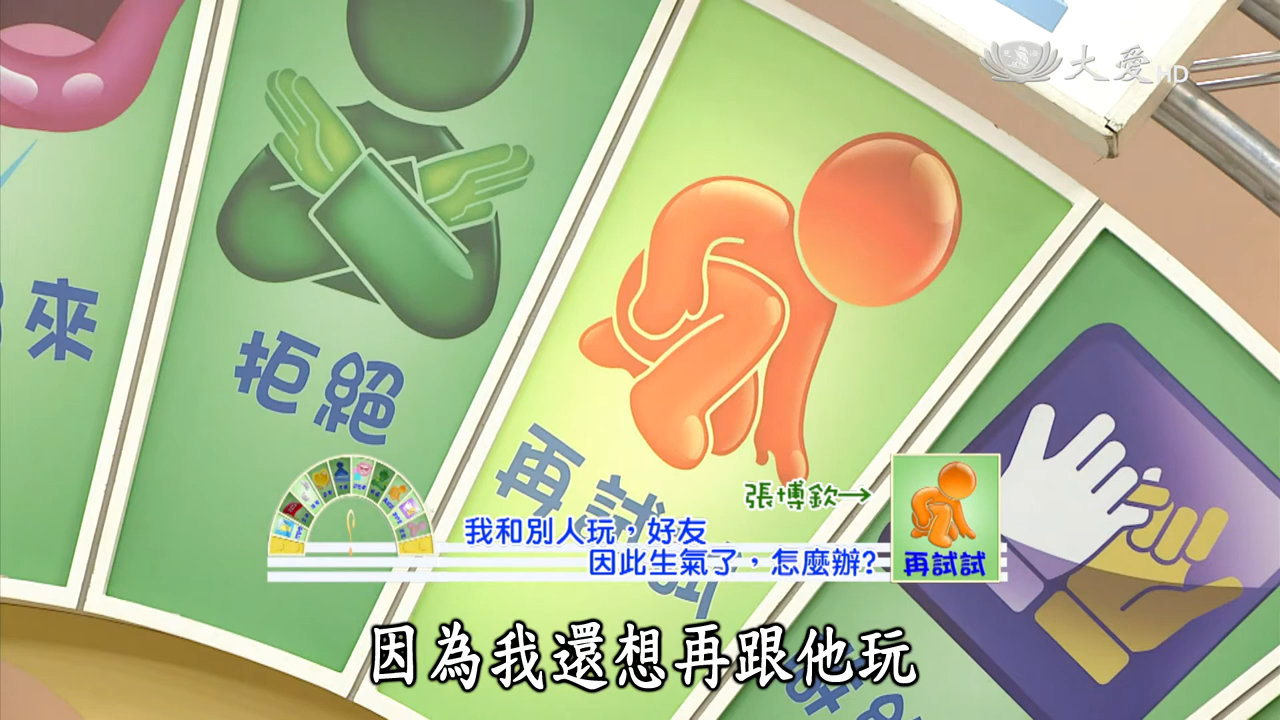 大愛HD
來
拒絕
再試試
張博欽→
我和別人玩，好友
因此生氣了，怎麼辦?
再試試
因為我還想再跟他玩